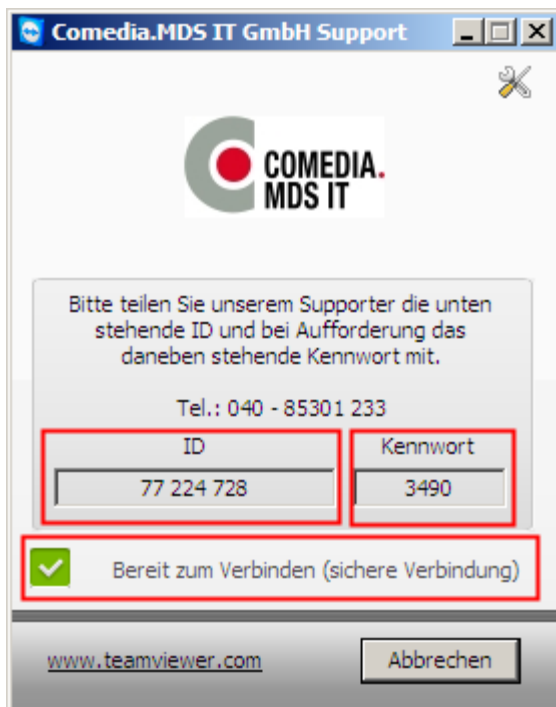 Comedia.MDS IT GmbH Support
COMEDIA.
MDS IT
Bitte teilen Sie unserem Supporter die unten
stehende ID und bei Aufforderung das
daneben stehende Kennwort mit.
Tel.: 040 - 85301 233
ID Kennwort
77 224 728 3490
Bereit zum Verbinden (sichere Verbindung)
www.teamviewer.com Abbrechen